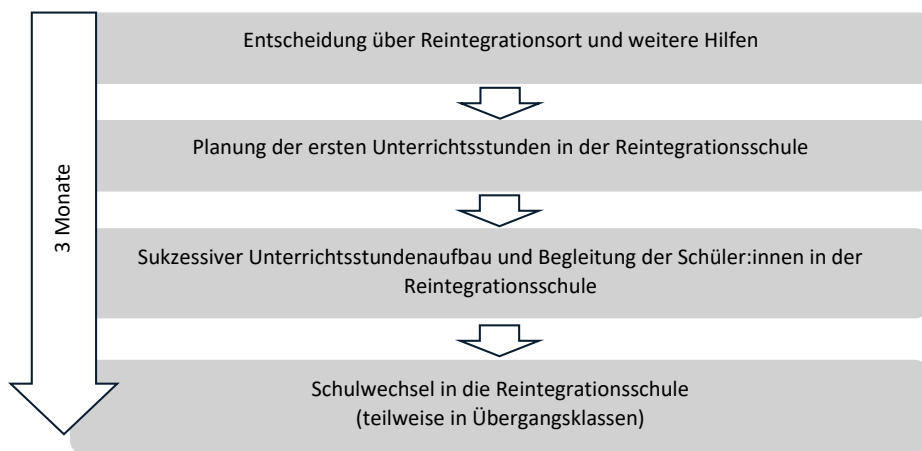 Entscheidung über Reintegrationsort und weitere Hilfen
Planung der ersten Unterrichtsstunden in der Reintegrationsschule
3 Monate
Sukzessiver Unterrichtsstundenaufbau und Begleitung der Schüler:innen in der
Reintegrationsschule
Schulwechsel in die Reintegrationsschule
(teilweise in Übergangsklassen)